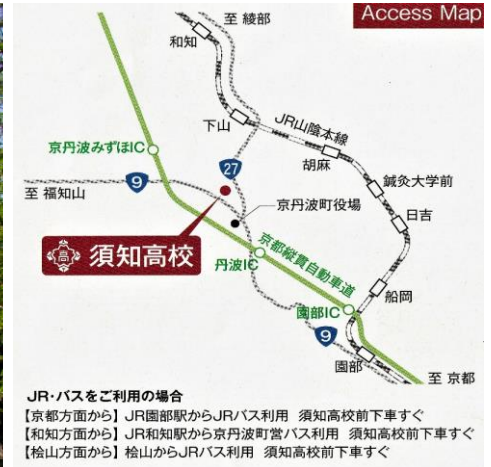 Access Map
至 綾部
和知
下山
JR山陰本線
胡麻
京丹波みずほIC
27
鍼灸大学前
9
至 福知山
京丹波町役場
日吉
高
須知高校
京都縦貫自動車道
丹波IC
船岡
園部IC
9
園部
至 京都
JR・バスをご利用の場合
【京都方面から】 JR園部駅からJRバス利用 須知高校前下車すぐ
【和知方面から】 JR和知駅から京丹波町営バス利用 須知高校前下車すぐ
【桧山方面から】 桧山からJRバス利用 須知高校前下車すぐ